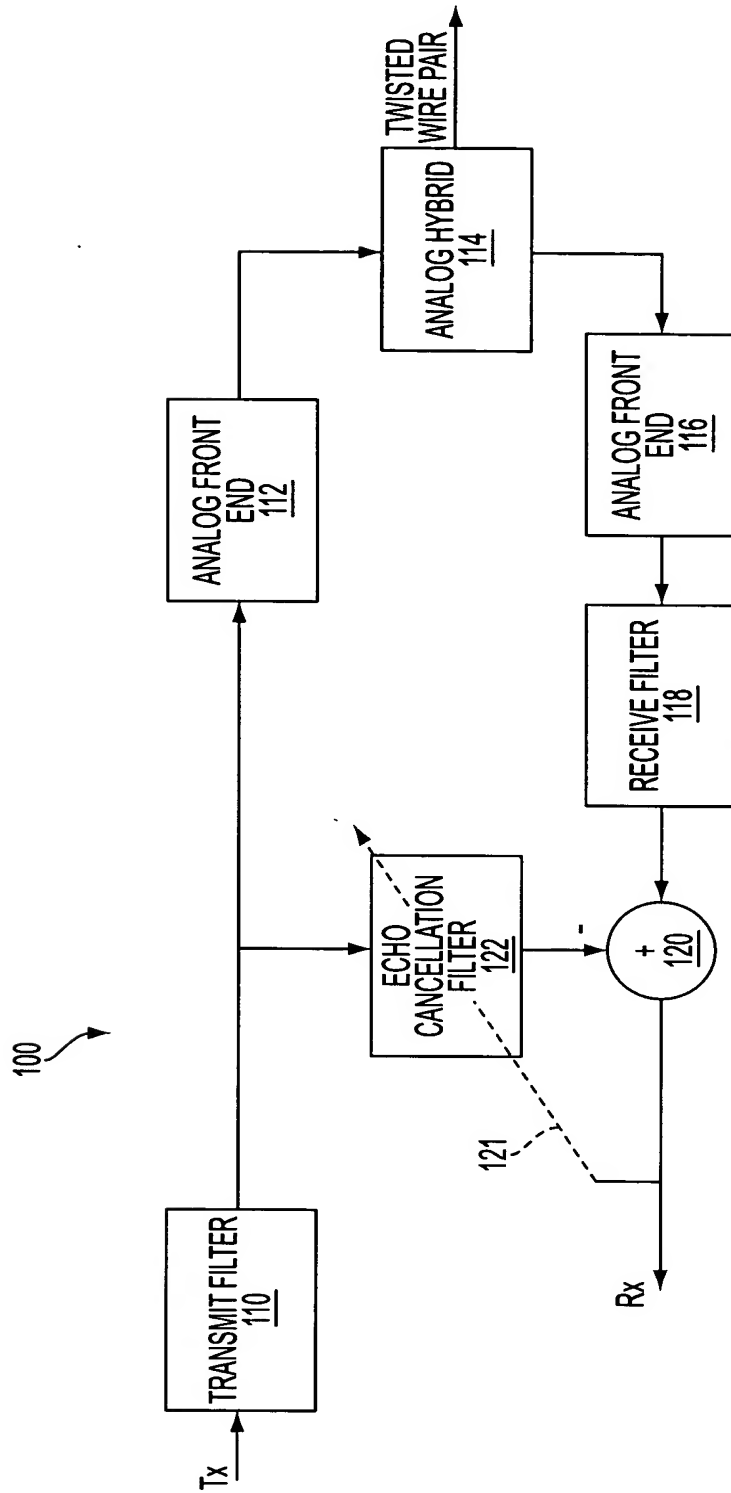 100
Tx
TRANSMIT FILTER
110
ANALOG FRONT
END
112
ANALOG HYBRID
114
TWISTED
WIRE PAIR
ECHO
CANCELLATION
FILTER
122
121
-
+
120
RECEIVE FILTER
118
ANALOG FRONT
END
116
Rx